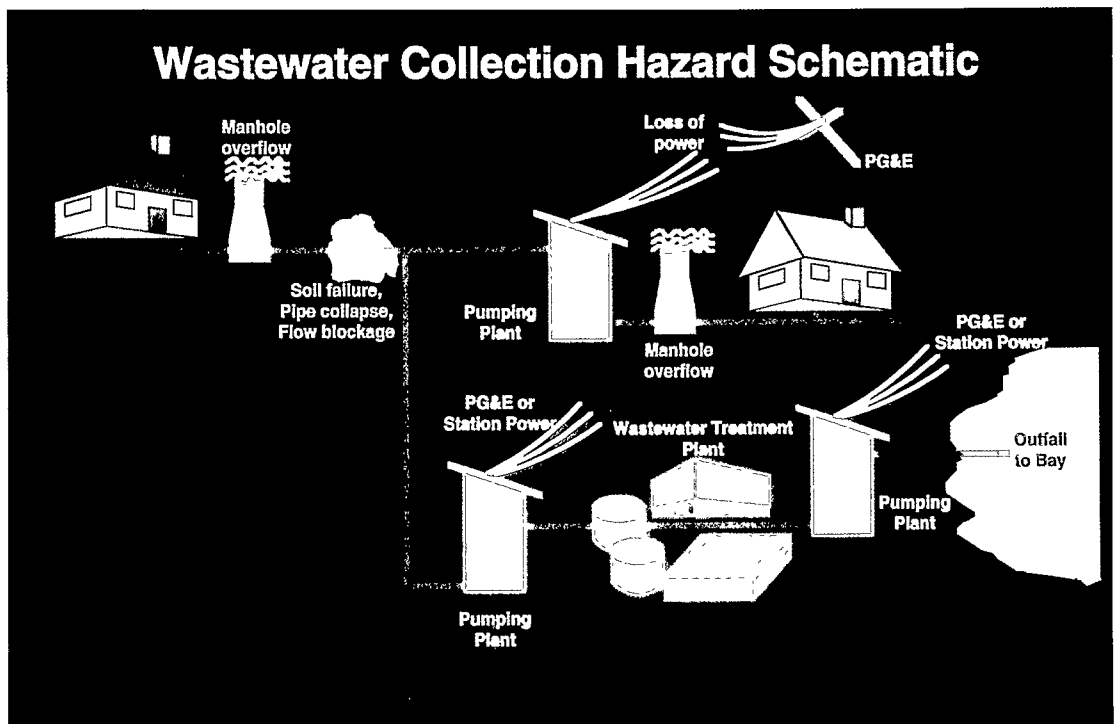 Wastewater Collection Hazard Schematic
Manhole
overflow
Loss of
power
PG&E
Soil failure,
Pipe collapse,
Flow blockage
Pumping
Plant
Manhole
overflow
PG&E or
Station Power
PG&E or
Station Power
Wastewater Treatment
Plant
Outfall
to Bay
Pumping
Plant
Pumping
Plant